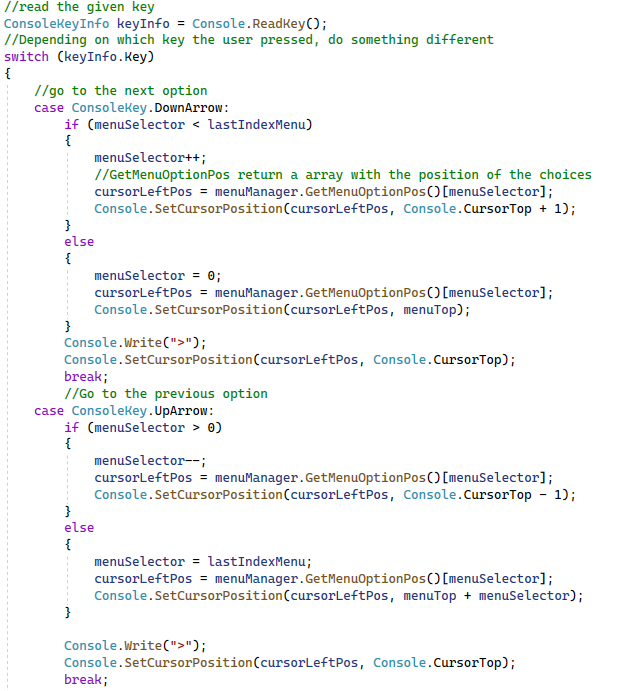 //read the given key
ConsoleKeyInfo keyInfo = Console.ReadKey();
//Depending on which key the user pressed, do something different
switch (keyInfo.Key)
{
    //go to the next option
    case ConsoleKey.DownArrow:
        if (menuSelector < lastIndexMenu)
        {
            menuSelector++;
            //GetMenuOptionPos return a array with the position of the choices
            cursorLeftPos = menuManager.GetMenuOptionPos()[menuSelector];
            Console.SetCursorPosition(cursorLeftPos, Console.CursorTop + 1);
        }
        else
        {
            menuSelector = 0;
            cursorLeftPos = menuManager.GetMenuOptionPos()[menuSelector];
            Console.SetCursorPosition(cursorLeftPos, menuTop);
        }
        Console.Write(">");
        Console.SetCursorPosition(cursorLeftPos, Console.CursorTop);
        break;
        //Go to the previous option
    case ConsoleKey.UpArrow:
        if (menuSelector > 0)
        {
            menuSelector--;
            cursorLeftPos = menuManager.GetMenuOptionPos()[menuSelector];
            Console.SetCursorPosition(cursorLeftPos, Console.CursorTop - 1);
        }
        else
        {
            menuSelector = lastIndexMenu;
            cursorLeftPos = menuManager.GetMenuOptionPos()[menuSelector];
            Console.SetCursorPosition(cursorLeftPos, menuTop + menuSelector);
        }

        Console.Write(">");
        Console.SetCursorPosition(cursorLeftPos, Console.CursorTop);
        break;